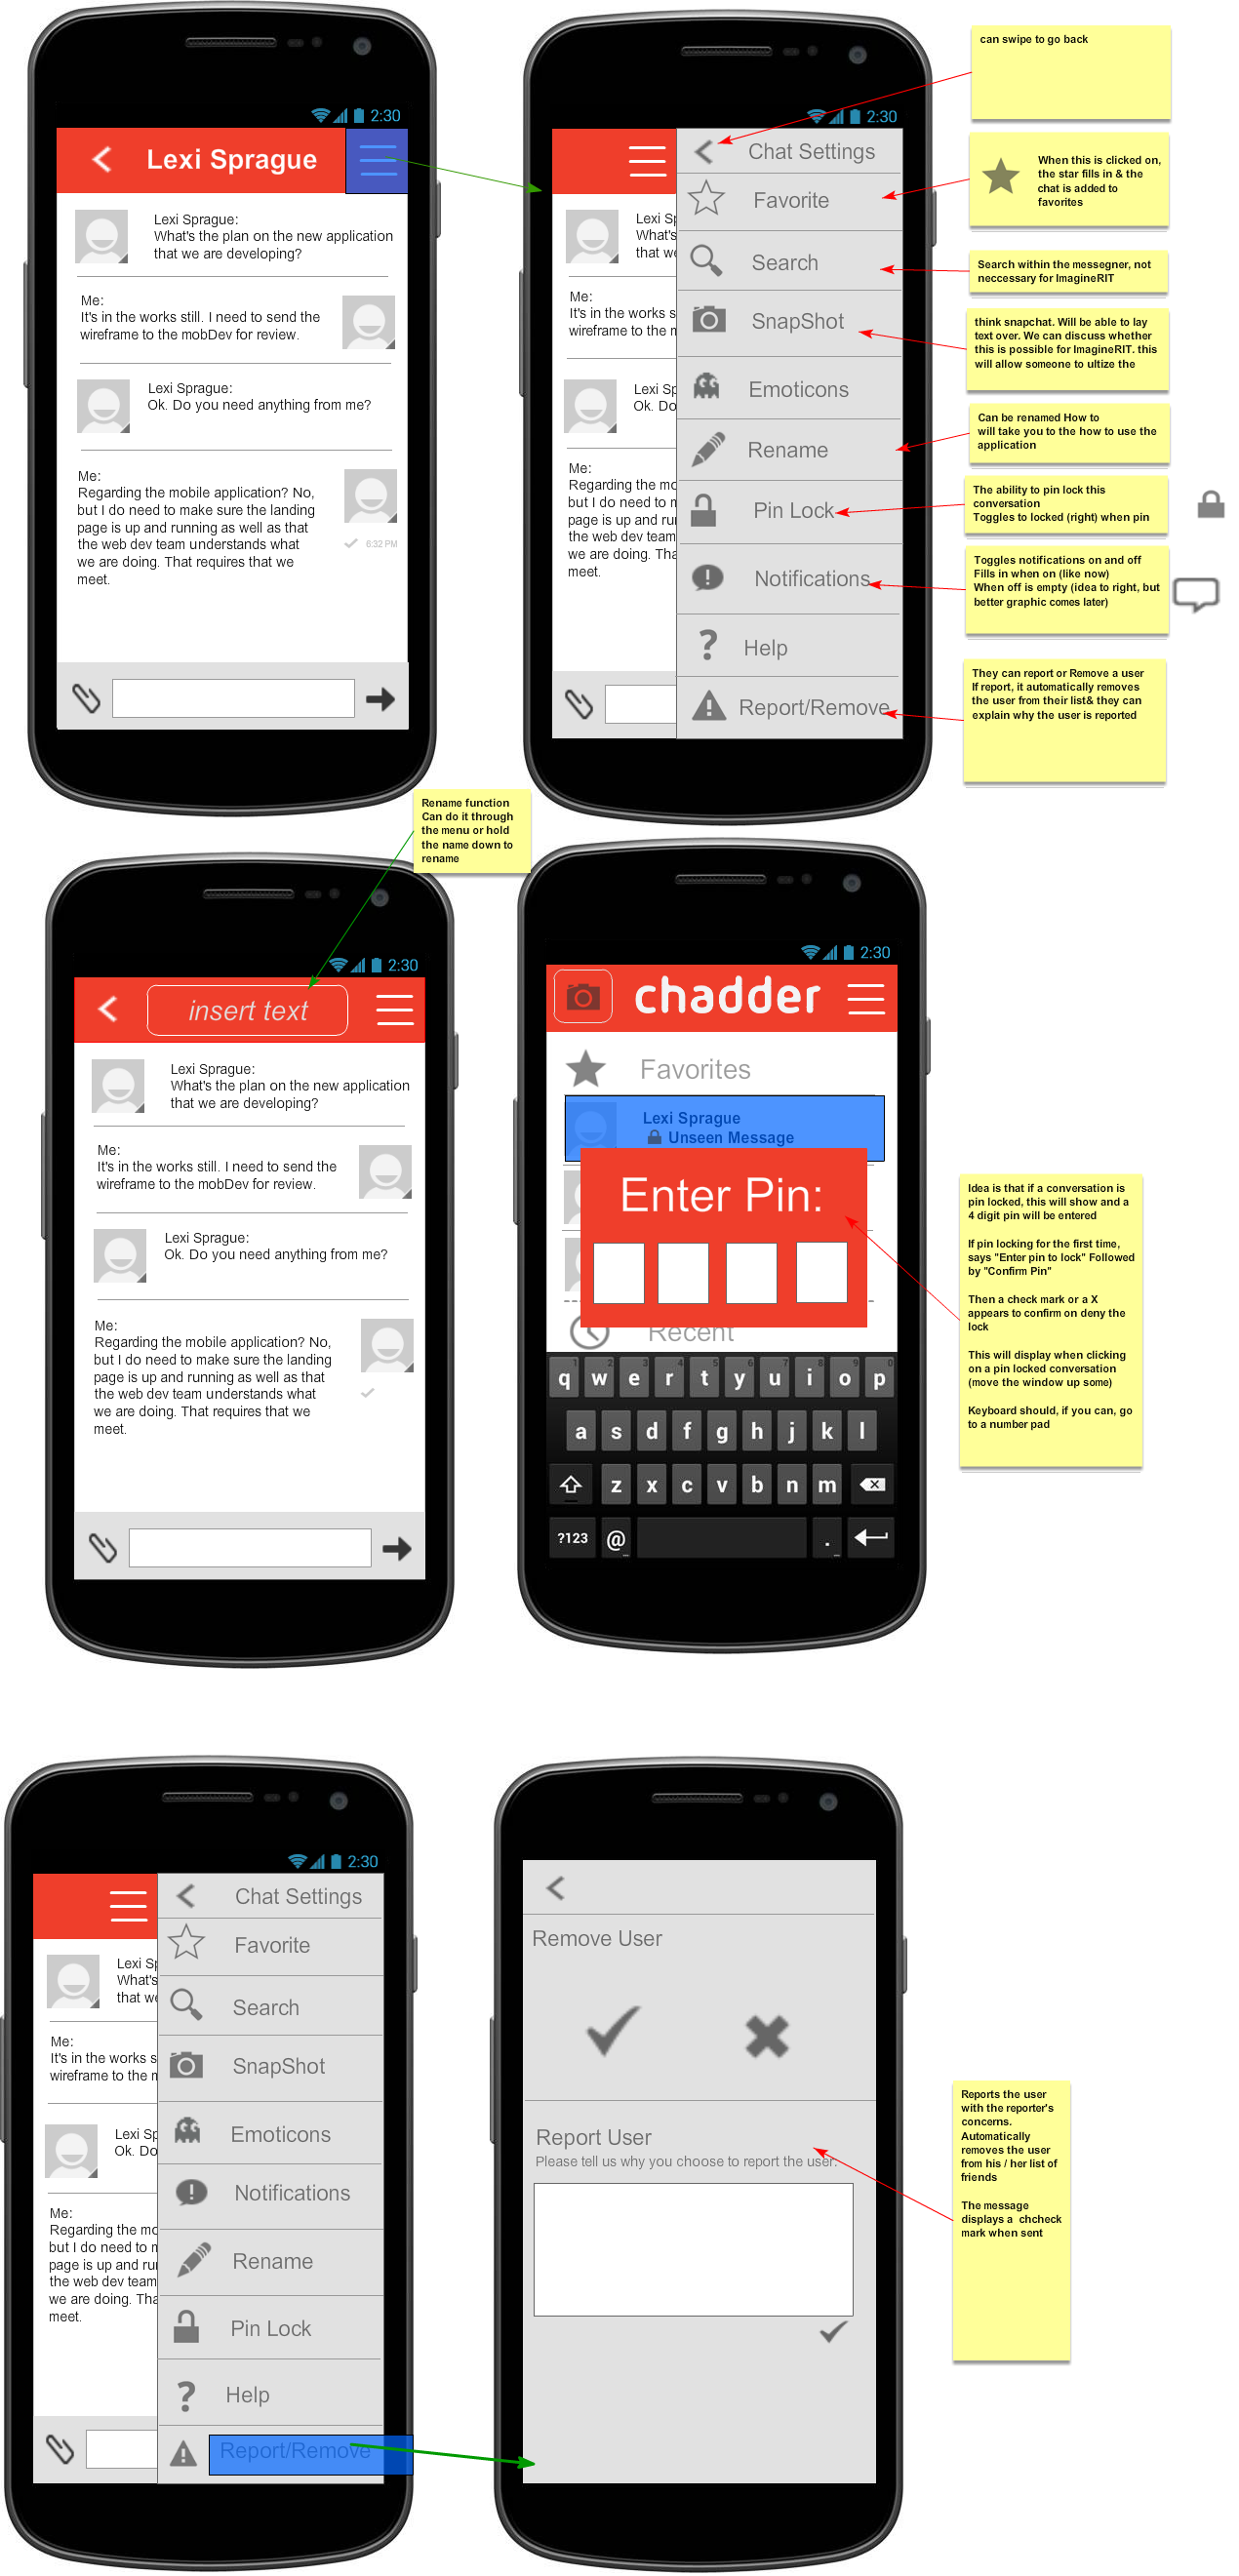 2:30
Lexi Sprague
Lexi Sprague:
What's the plan on the new application
that we are developing?
Me:
It's in the works still. I need to send the
wireframe to the mobDev for review.
Lexi Sprague:
Ok. Do you need anything from me?
Me:
Regarding the mobile application? No,
but I do need to make sure the landing
page is up and running as well as that
the web dev team understands what
we are doing. That requires that we
meet.
6:32 PM
2:30
Chat Settings
Favorite
Search
SnapShot
Emoticons
Rename
Pin Lock
Notifications
Help
Report/Remove
Lexi Sp
What's
that we
Me:
It's in the works s
wireframe to the m
Lexi Sp
Ok. Do
Me:
Regarding the mo
but I do need to m
page is up and rui
the web dev team
we are doing. Tha
meet.
can swipe to go back
When this is clicked on,
the star fills in & the
chat is added to
favorites
Search within the messegner, not
neccessary for ImagineRIT
think snapchat. Will be able to lay
text over. We can discuss whether
this is possible for ImagineRIT. this
will allow someone to ultize the
Can be renamed How to
will take you to the how to use the
application
The ability to pin lock this
conversation
Toggles to locked (right) when pin
Toggles notifications on and off
Fills in when on (like now)
When off is empty (idea to right, but
better graphic comes later)
They can report or Remove a user
If report, it automatically removes
the user from their list& they can
explain why the user is reported
Rename function
Can do it through
the menu or hold
the name down to
rename
2:30
insert text
Lexi Sprague:
What's the plan on the new application
that we are developing?
Me:
It's in the works still. I need to send the
wireframe to the mobDev for review.
Lexi Sprague:
Ok. Do you need anything from me?
Me:
Regarding the mobile application? No,
but I do need to make sure the landing
page is up and running as well as that
the web dev team understands what
we are doing. That requires that we
meet.
2:30
chadder
Favorites
Lexi Sprague
Unseen Message
Enter Pin:
Recent
1 2 3 4 5 6 7 8 9 0
q w e r t y u i o p
a s d f g h j k l
z x c v b n m
?123 @ .
Idea is that if a conversation is
pin locked, this will show and a
4 digit pin will be entered
If pin locking for the first time,
says "Enter pin to lock" Followed
by "Confirm Pin"
Then a check mark or a X
appears to confirm on deny the
lock
This will display when clicking
on a pin locked conversation
(move the window up some)
Keyboard should, if you can, go
to a number pad
2:30
Chat Settings
Favorite
Search
SnapShot
Emoticons
Notifications
Rename
Pin Lock
Help
Report/Remove
Lexi Sp
What's
that we
Me:
It's in the works s
wireframe to the m
Lexi Sp
Ok. Do
Me:
Regarding the mo
but I do need to m
page is up and rui
the web dev team
we are doing. Tha
meet.
Remove User
Report User
Please tell us why you choose to report the user.
Reports the user
with the reporter's
concerns.
Automatically
removes the user
from his / her list of
friends
The message
displays a chcheck
mark when sent